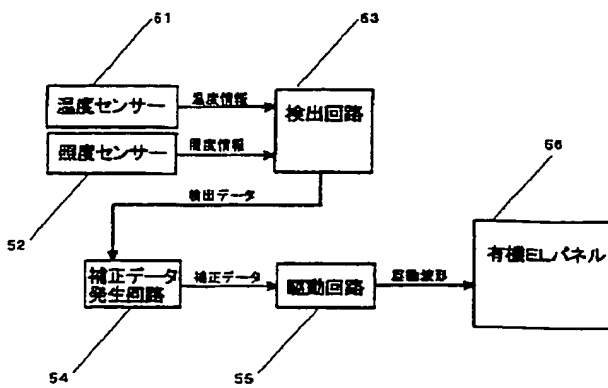 51
53
温度センサー
温度情報
検出回路
照度センサー
照度情報
56
52
検出データ
有機ELパネル
補正データ
発生回路
補正データ
駆動回路
駆動波形
54
55